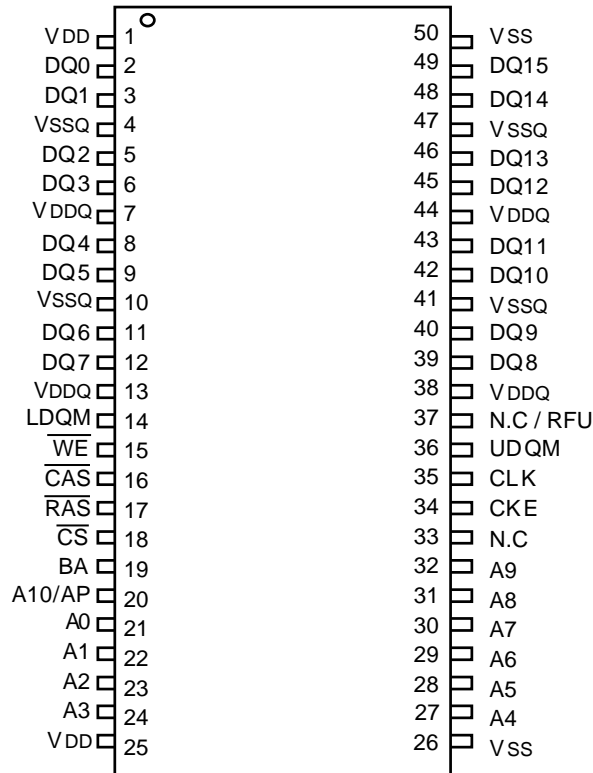 VDD 1 50 VSS
DQ0 2 49 DQ15
DQ1 3 48 DQ14
VSSQ 4 47 VSSQ
DQ2 5 46 DQ13
DQ3 6 45 DQ12
VDDQ 7 44 VDDQ
DQ4 8 43 DQ11
DQ5 9 42 DQ10
VSSQ 10 41 VSSQ
DQ6 11 40 DQ9
DQ7 12 39 DQ8
VDDQ 13 38 VDDQ
LDQM 14 37 N.C / RFU
WE 15 36 UDQM
CAS 16 35 CLK
RAS 17 34 CKE
CS 18 33 N.C
BA 19 32 A9
A10/AP 20 31 A8
A0 21 30 A7
A1 22 29 A6
A2 23 28 A5
A3 24 27 A4
VDD 25 26 VSS